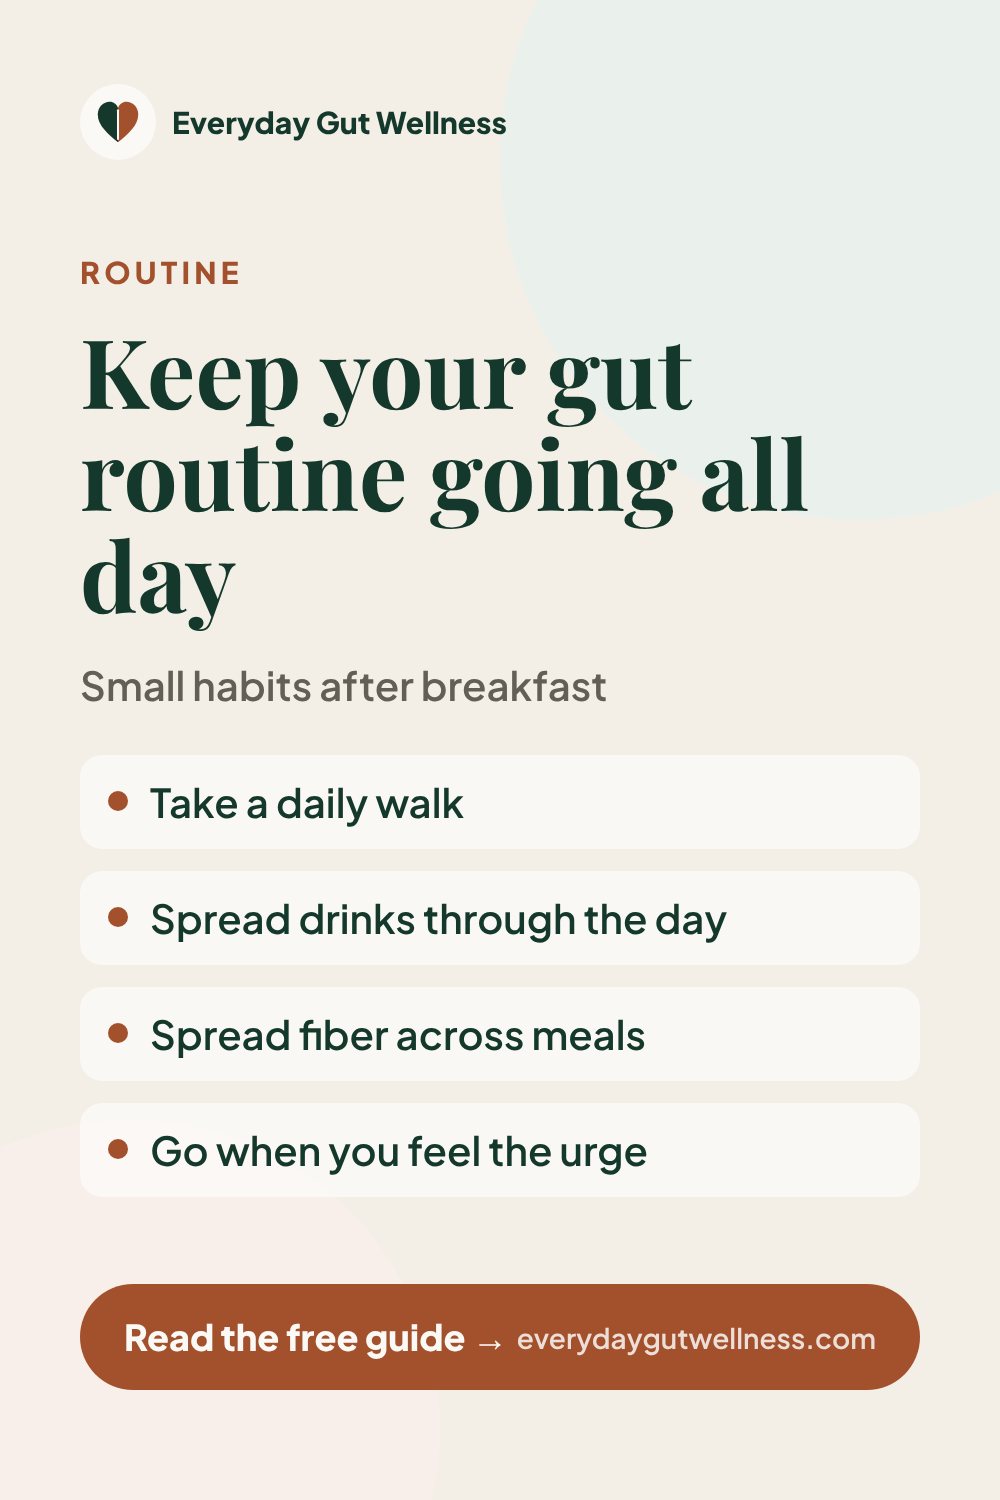 Everyday Gut Wellness
ROUTINE
Keep your gut
routine going all
day
Small habits after breakfast
Take a daily walk
Spread drinks through the day
Spread fiber across meals
Go when you feel the urge
Read the free guide → everydaygutwellness.com